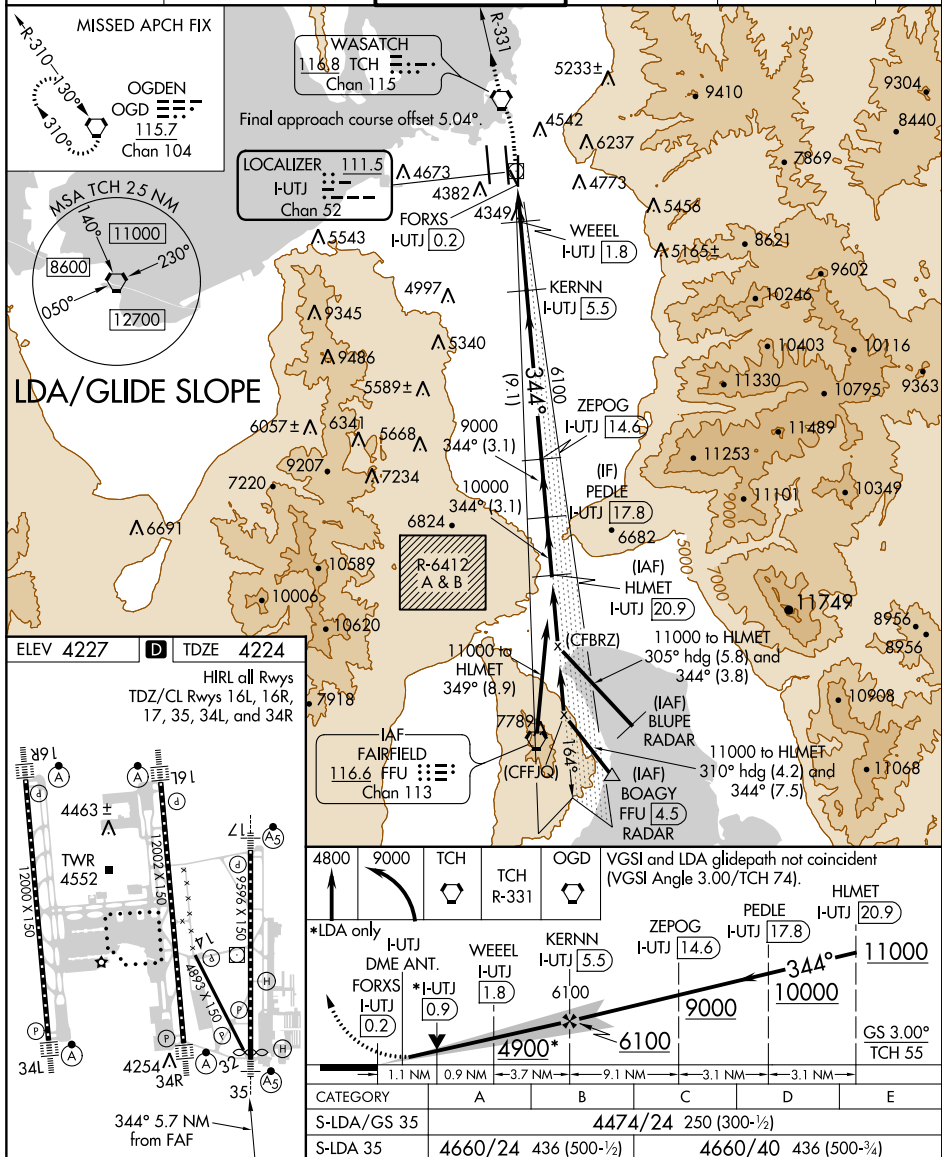 MISSED APCH FIX
R-310
130°
310°
OGDEN
OGD
115.7
Chan 104
WASATCH
116.8 TCH
Chan 115
R-331
Final approach course offset 5.04°.
LOCALIZER 111.5
I-UTJ
Chan 52
MSA TCH 25 NM
140°
11000
8600
230°
050°
12700
LDA/GLIDE SLOPE
5233±
9410
9304
8440
4542
6237
7869
4673
4382
4773
4349
5456
FORXS
I-UTJ 0.2
WEEEL
I-UTJ 1.8
5543
5165±
8621
9602
KERNN
I-UTJ 5.5
4997
10246
9345
5340
10403
10116
9486
9363
5589±
11330
10795
344°
(9.1)
6100
ZEPOG
I-UTJ 14.6
6057±
6341
5668
9000
344° (3.1)
11489
11253
9207
7220
7234
(IF)
PEDLE
I-UTJ 17.8
10000
344° (3.1)
11101
10349
6691
6824
6682
5000
R-6412
A & B
(IAF)
HLMET
I-UTJ 20.9
10589
10006
11749
8956
8956
10620
(CFBRZ)
11000 to
HLMET
349° (8.9)
11000 to HLMET
305° hdg (5.8) and
344° (3.8)
(IAF)
BLUPE
RADAR
7918
7789
10908
11068
IAF
FAIRFIELD
116.6 FFU
Chan 113
(CFFJQ)
164°
11000 to HLMET
310° hdg (4.2) and
344° (7.5)
(IAF)
BOAGY
FFU 4.5
RADAR
ELEV 4227
D
TDZE 4224
HIRL all Rwys
TDZ/CL Rwys 16L, 16R,
17, 35, 34L, and 34R
16R
A
A
16L
P
P
4463±
17
A5
TWR
4552
12000 X 150
12002 X 150
9596 X 150
P
14
P
4893 X 150
H
P
P
P
P
34L
A
4254
34R
A
32
H
35
A5
344° 5.7 NM
from FAF
4800
9000
TCH
TCH
R-331
OGD
VGSI and LDA glidepath not coincident
(VGSI Angle 3.00/TCH 74).
*LDA only
I-UTJ
DME ANT.
FORXS
I-UTJ
0.2
*I-UTJ
0.9
WEEEL
I-UTJ
1.8
KERNN
I-UTJ 5.5
ZEPOG
I-UTJ 14.6
PEDLE
I-UTJ 17.8
HLMET
I-UTJ 20.9
6100
344°
11000
10000
9000
6100
4900*
GS 3.00°
TCH 55
1.1 NM 0.9 NM 3.7 NM 9.1 NM 3.1 NM 3.1 NM
CATEGORY A B C D E
S-LDA/GS 35 4474/24 250 (300-½)
S-LDA 35 4660/24 436 (500-½) 4660/40 436 (500-¾)